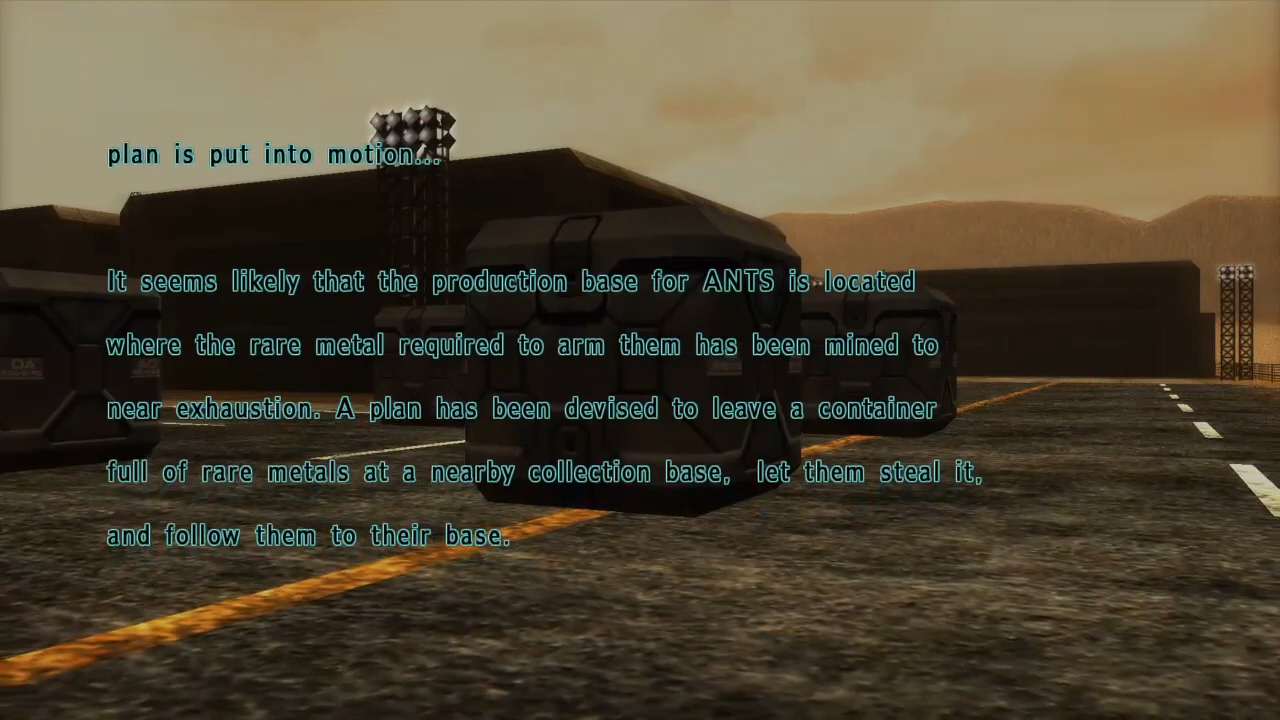 plan is put into motion...
It seems likely that the production base for ANTS is located
where the rare metal required to arm them has been mined to
near exhaustion. A plan has been devised to leave a container
full of rare metals at a nearby collection base, let them steal it,
and follow them to their base.
DA